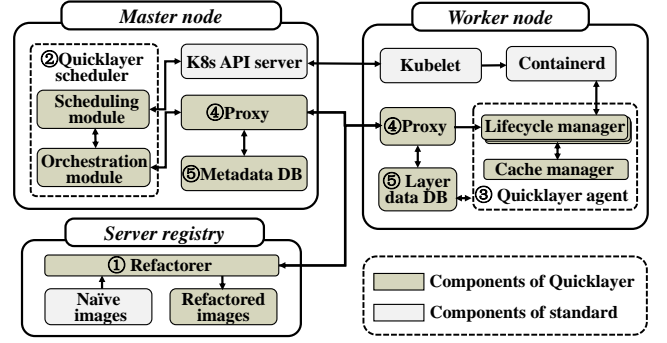 Master node
②Quicklayer
scheduler
Scheduling
module
Orchestration
module
K8s API server
④Proxy
⑤Metadata DB
Worker node
Kubelet
Containerd
④Proxy
⑤ Layer
data DB
Lifecycle manager
Cache manager
③ Quicklayer agent
Server registry
① Refactorer
Naïve
images
Refactored
images
Components of Quicklayer
Components of standard